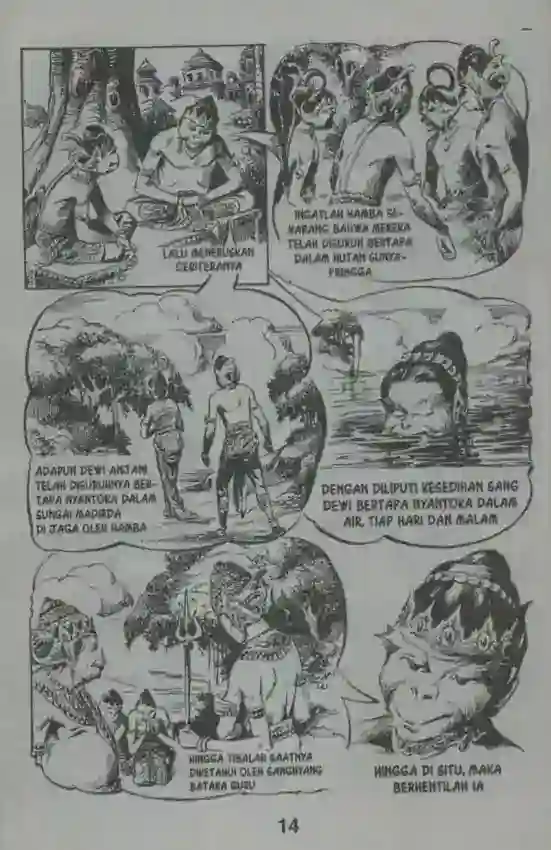 LALU MENERUSKAN
CERITERANYA
INGATLAH HAMBA SE-
KARANG BAHWA MEREKA
TELAH DISURUH BERTAPA
DALAM HUTAN SUNYA-
PRINGGA
ADAPUN DEWI ANJANI
TELAH DISURUHNYA BER-
TAPA NYANTOKA DALAM
SUNGAI MADIRDA
DI JAGA OLEH HAMBA
DENGAN DILIPUTI KESEDIHAN SANG
DEWI BERTAPA NYANTOKA DALAM
AIR, TIAP HARI DAN MALAM
HINGGA TIBALAH SAATNYA
DIKETAHUI OLEH SANGHYANG
BATARA GURU
HINGGA DI SITU, MAKA
BERHENTILAH IA
14